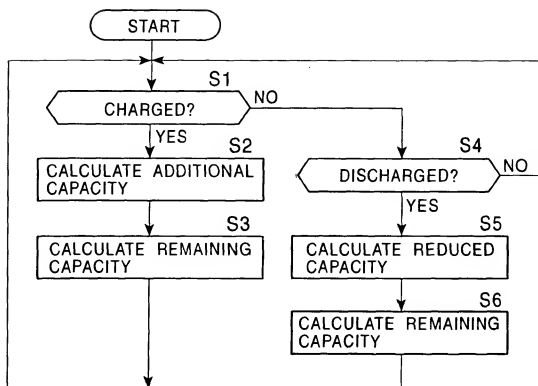 START
S1
CHARGED?
NO
YES
S2
CALCULATE ADDITIONAL
CAPACITY
S3
CALCULATE REMAINING
CAPACITY
S4
DISCHARGED?
NO
YES
S5
CALCULATE REDUCED
CAPACITY
S6
CALCULATE REMAINING
CAPACITY